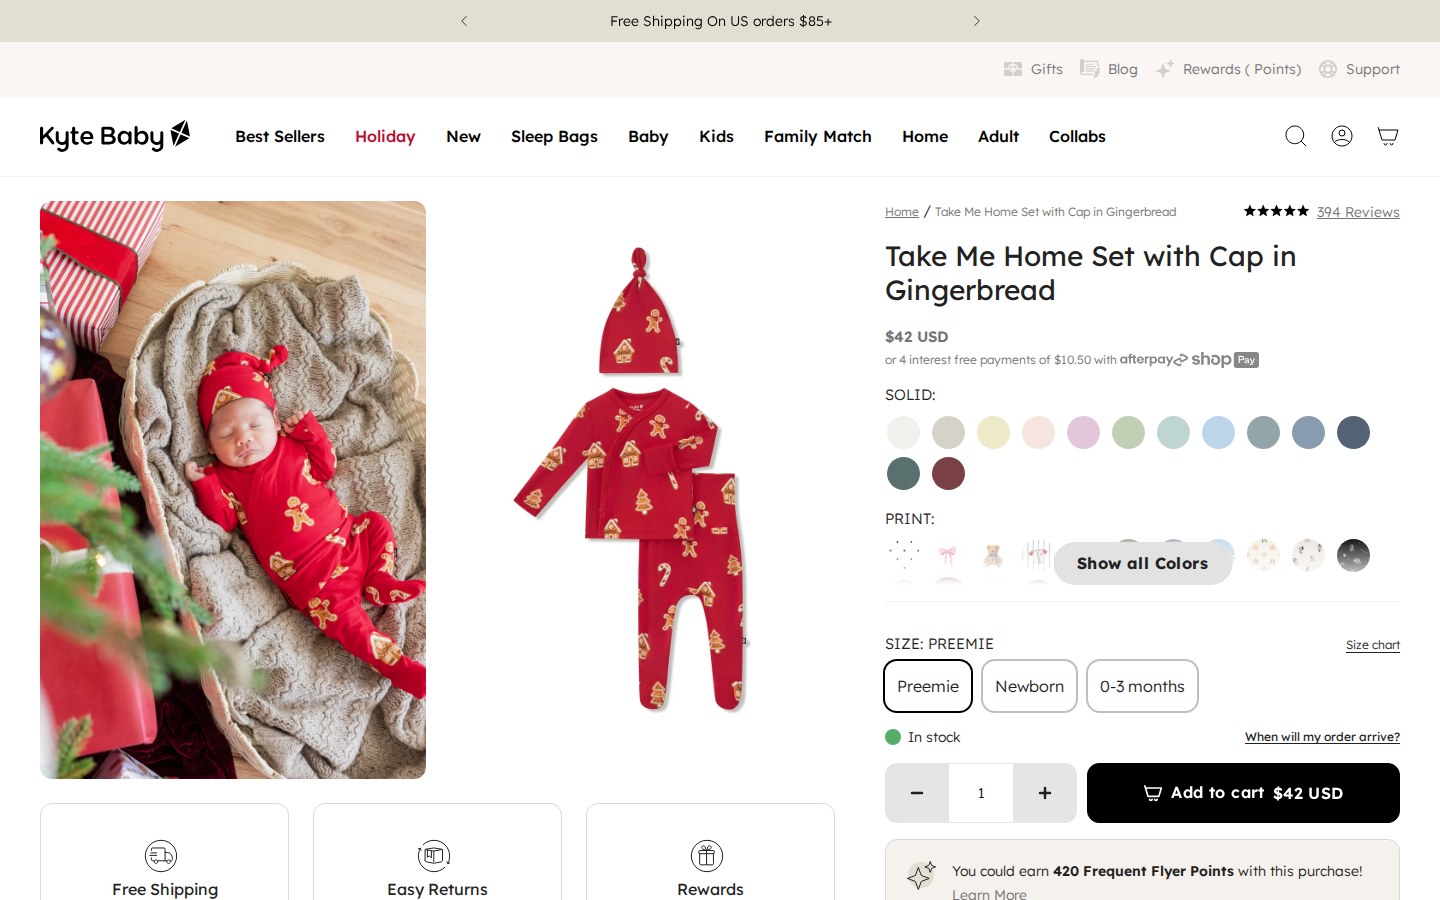 Free Shipping On US orders $85+
Gifts
Blog
Rewards ( Points)
Support
Kyte Baby
Best Sellers
Holiday
New
Sleep Bags
Baby
Kids
Family Match
Home
Adult
Collabs
Home / Take Me Home Set with Cap in Gingerbread
394 Reviews
Take Me Home Set with Cap in
Gingerbread
$42 USD
or 4 interest free payments of $10.50 with afterpay shop Pay
SOLID:
PRINT:
Show all Colors
SIZE: PREEMIE
Size chart
Preemie
Newborn
0-3 months
In stock
When will my order arrive?
1
Add to cart $42 USD
You could earn 420 Frequent Flyer Points with this purchase!
Learn More
Free Shipping
Easy Returns
Rewards